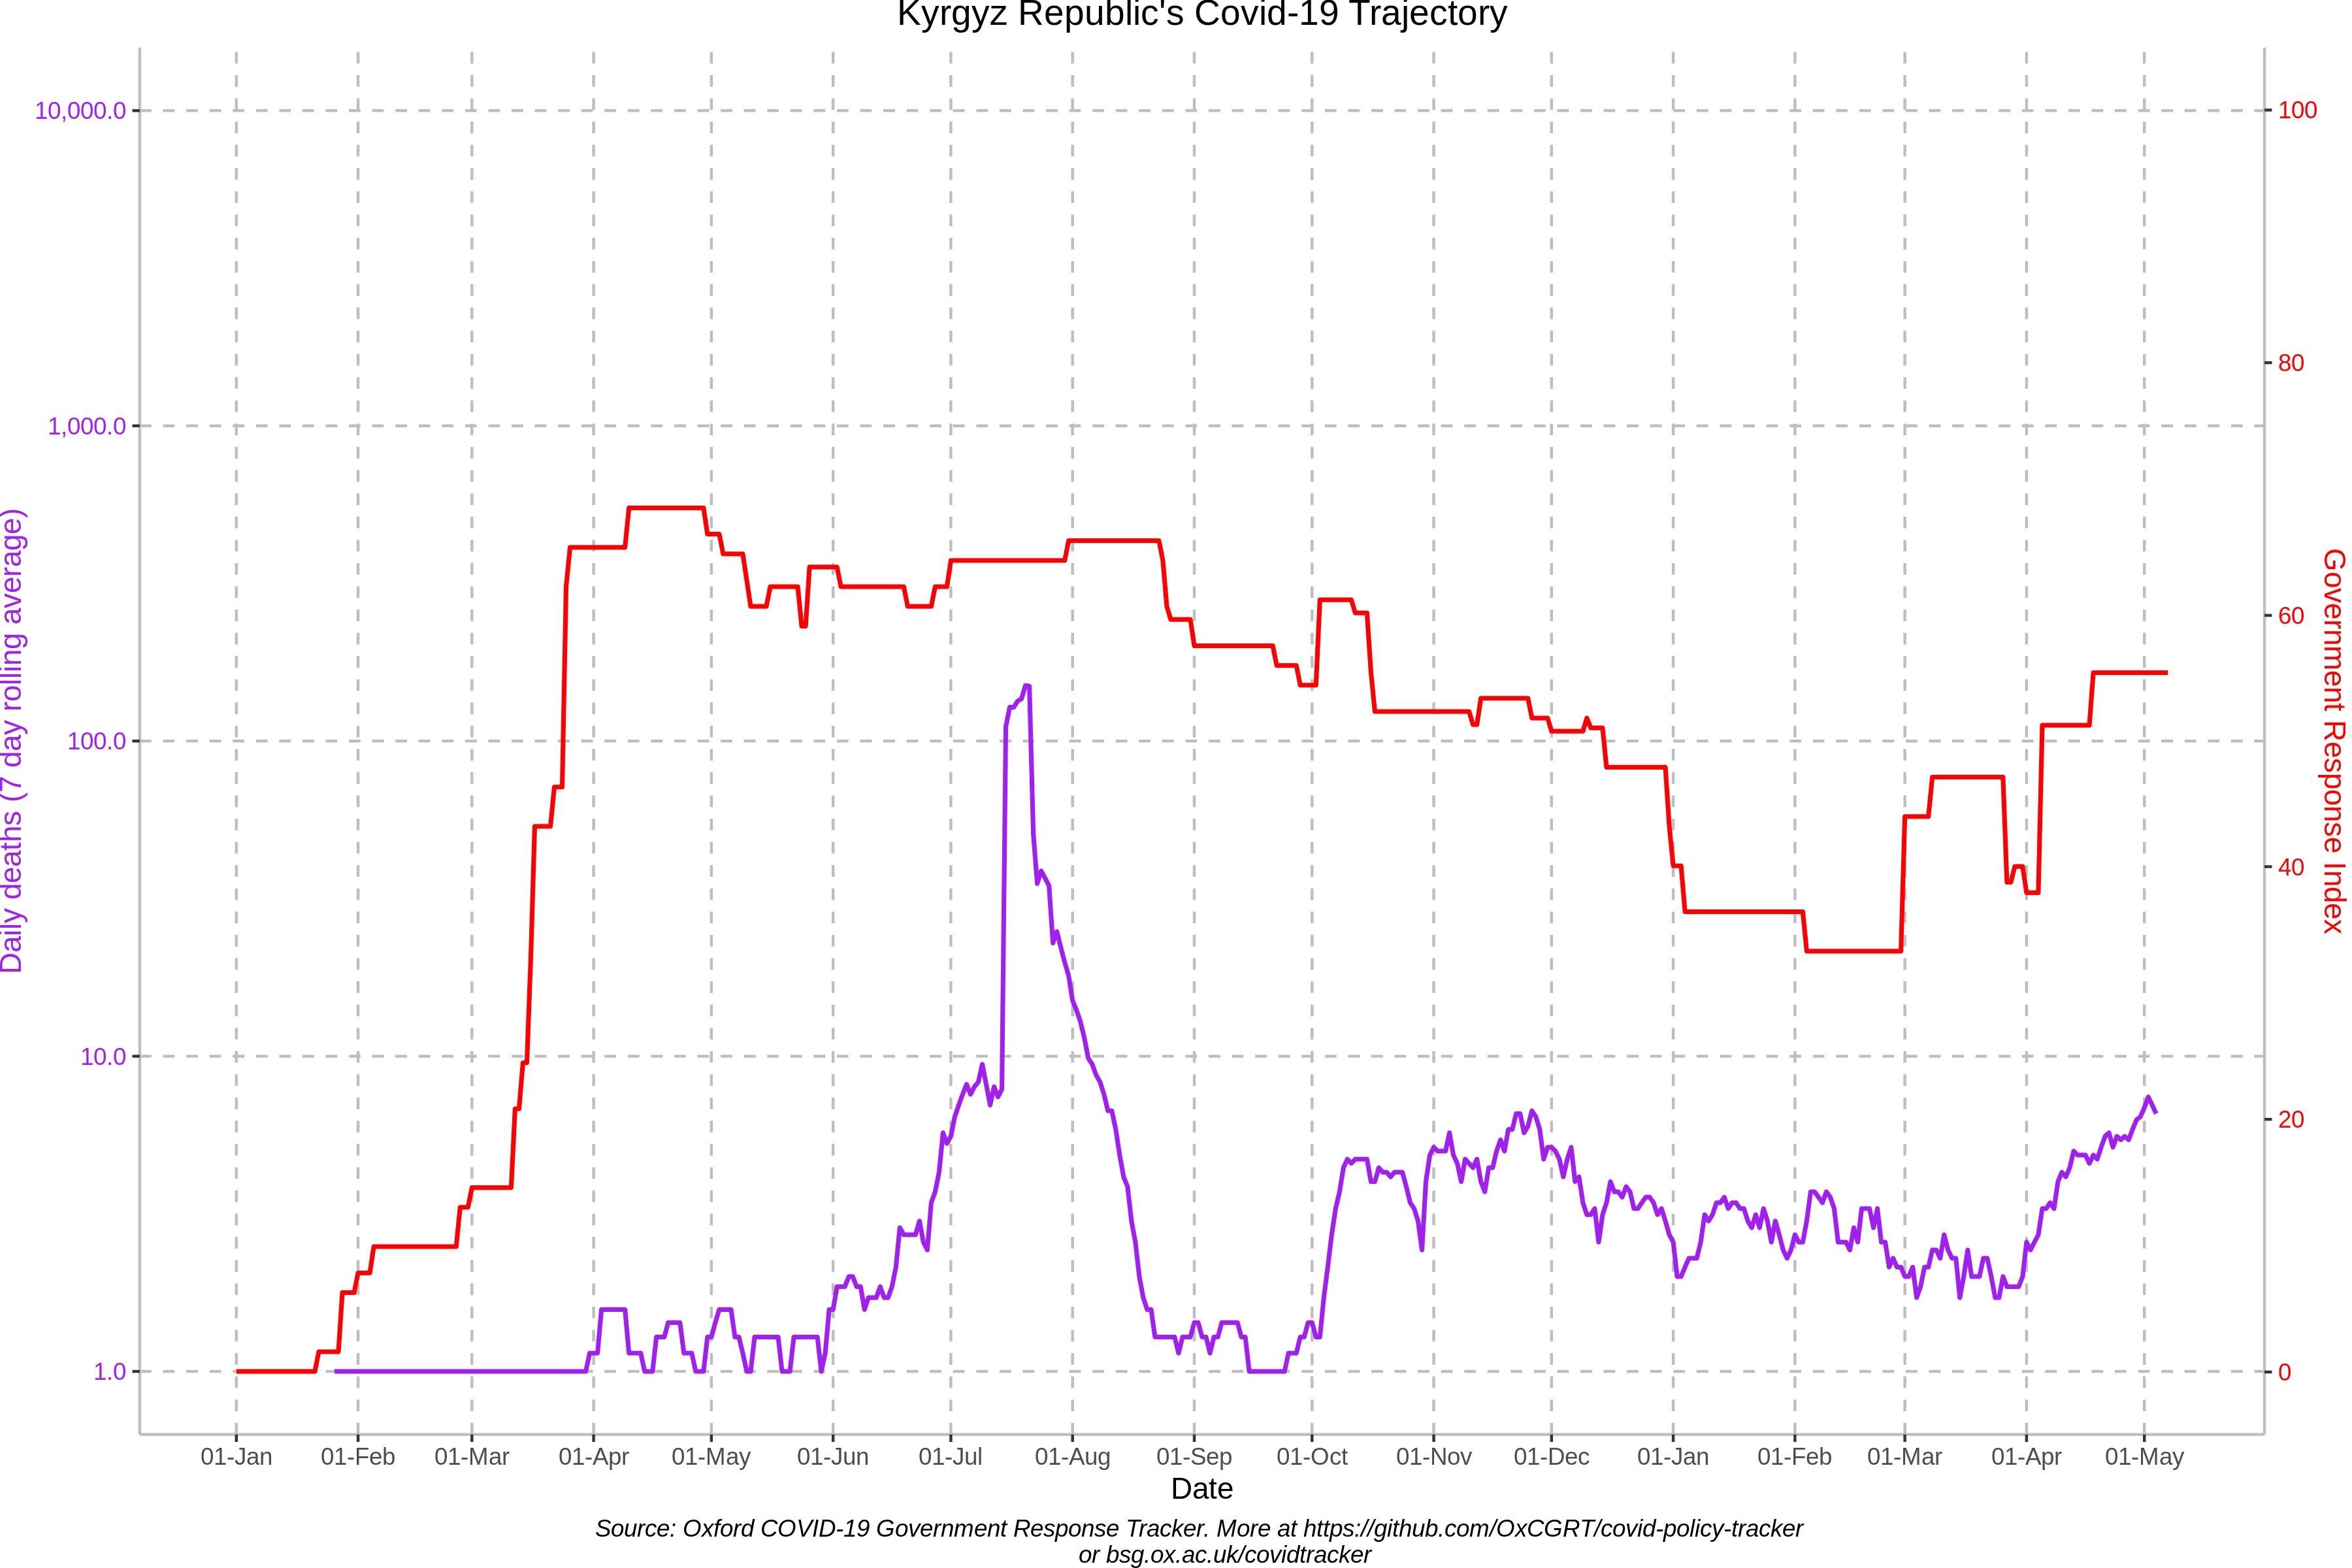 Kyrgyz Republic's Covid-19 Trajectory
10,000.0
1,000.0
100.0
10.0
1.0
Daily deaths (7 day rolling average)
100
80
60
40
20
0
Government Response Index
01-Jan 01-Feb 01-Mar 01-Apr 01-May 01-Jun 01-Jul 01-Aug 01-Sep 01-Oct 01-Nov 01-Dec 01-Jan 01-Feb 01-Mar 01-Apr 01-May
Date
Source: Oxford COVID-19 Government Response Tracker. More at https://github.com/OxCGRT/covid-policy-tracker
or bsg.ox.ac.uk/covidtracker